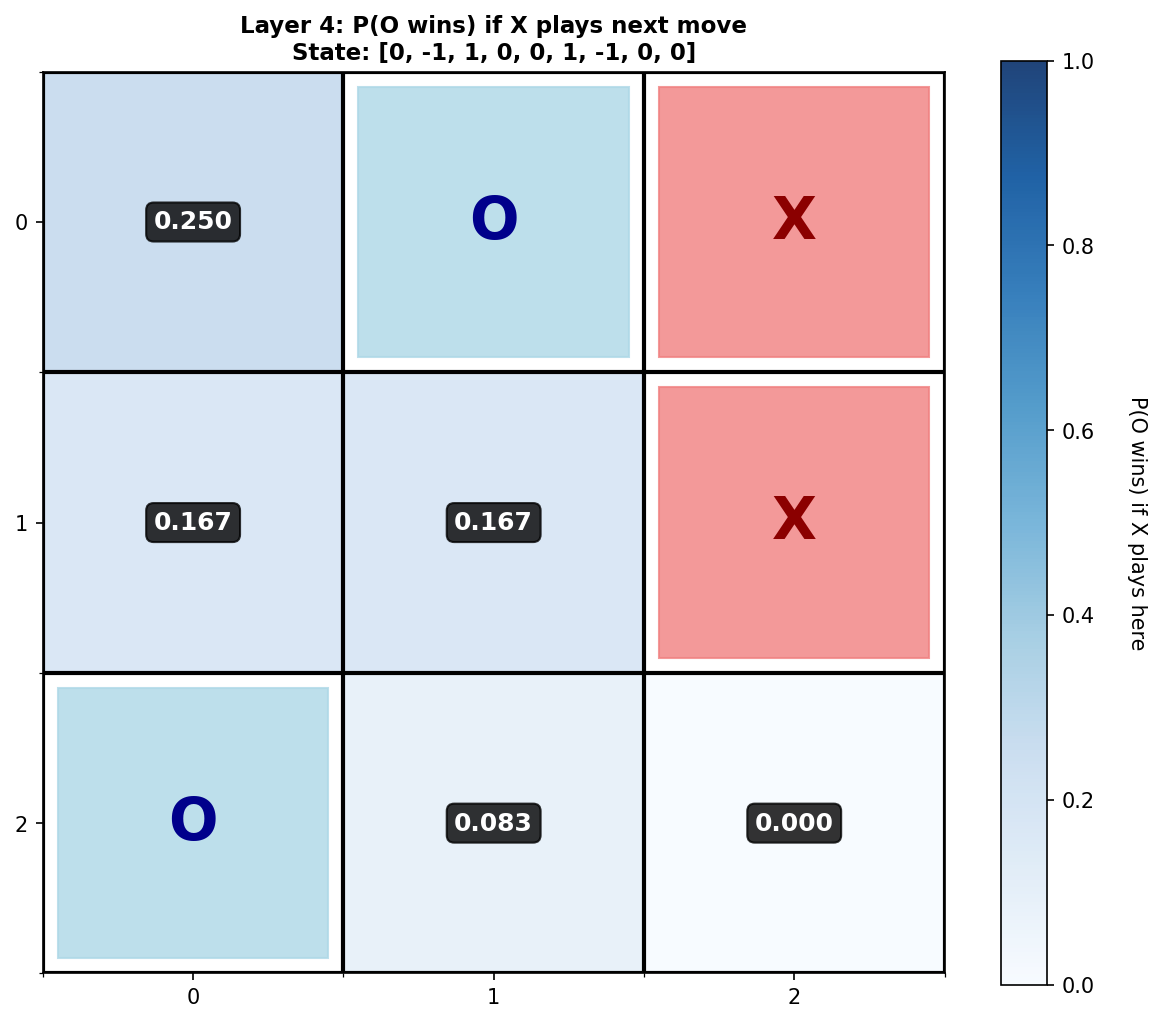 Layer 4: P(O wins) if X plays next move
State: [0, -1, 1, 0, 0, 1, -1, 0, 0]
0
0.250
O
X
1
0.167
0.167
X
2
O
0.083
0.000
0
1
2
1.0
0.8
0.6
0.4
0.2
0.0
P(O wins) if X plays here